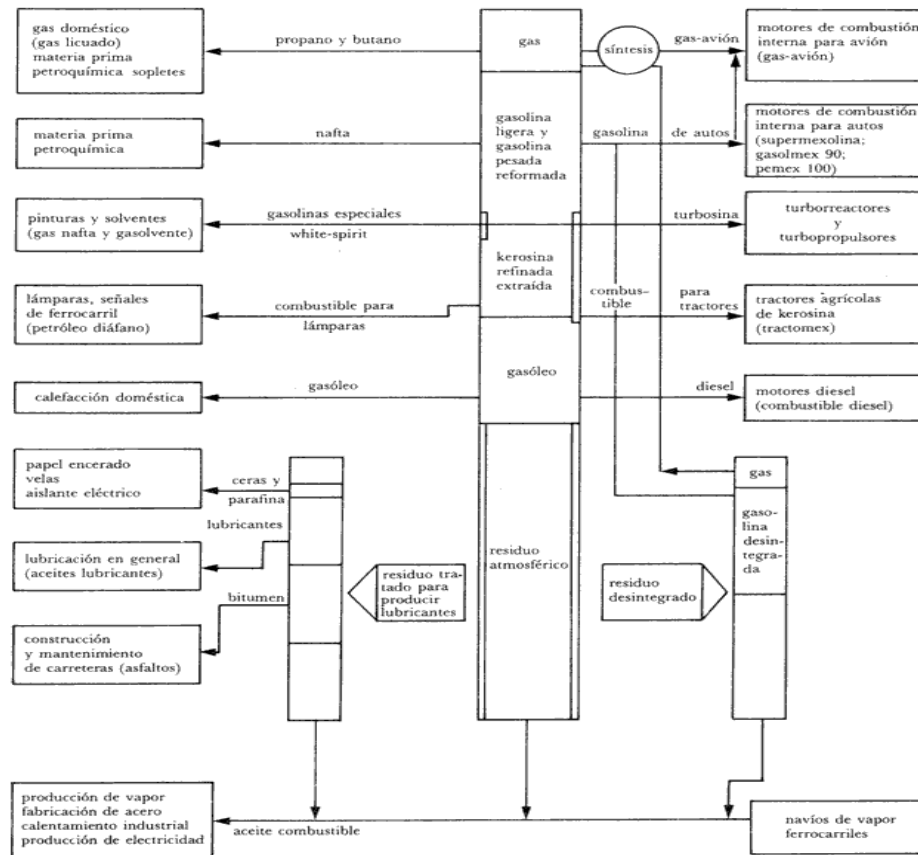 gas doméstico
(gas licuado)
materia prima
petroquímica sopletes
propano y butano
gas
síntesis
gas-avión
motores de combustión
interna para avión
(gas-avión)
materia prima
petroquímica
nafta
gasolina
ligera y
gasolina
pesada
reformada
gasolina
de autos
motores de combustión
interna para autos
(supermexolina;
gasolmex 90;
pemex 100)
pinturas y solventes
(gas nafta y gasolvente)
gasolinas especiales
white-spirit
turbosina
turborreactores
y
turbopropulsores
kerosina
refinada
extraída
lámparas, señales
de ferrocarril
(petróleo diáfano)
combustible para
lámparas
combus-
tible
para
tractores
tractores agrícolas
de kerosina
(tractomex)
calefacción doméstica
gasóleo
gasóleo
diesel
motores diesel
(combustible diesel)
papel encerado
velas
aislante eléctrico
ceras y
parafina
lubricantes
lubricación en general
(aceites lubricantes)
bitumen
construcción
y mantenimiento
de carreteras (asfaltos)
residuo tra-
tado para
producir
lubricantes
residuo
atmosférico
residuo
desintegrado
gas
gaso-
lina
desin-
tegra-
da
producción de vapor
fabricación de acero
calentamiento industrial
producción de electricidad
aceite combustible
navíos de vapor
ferrocarriles